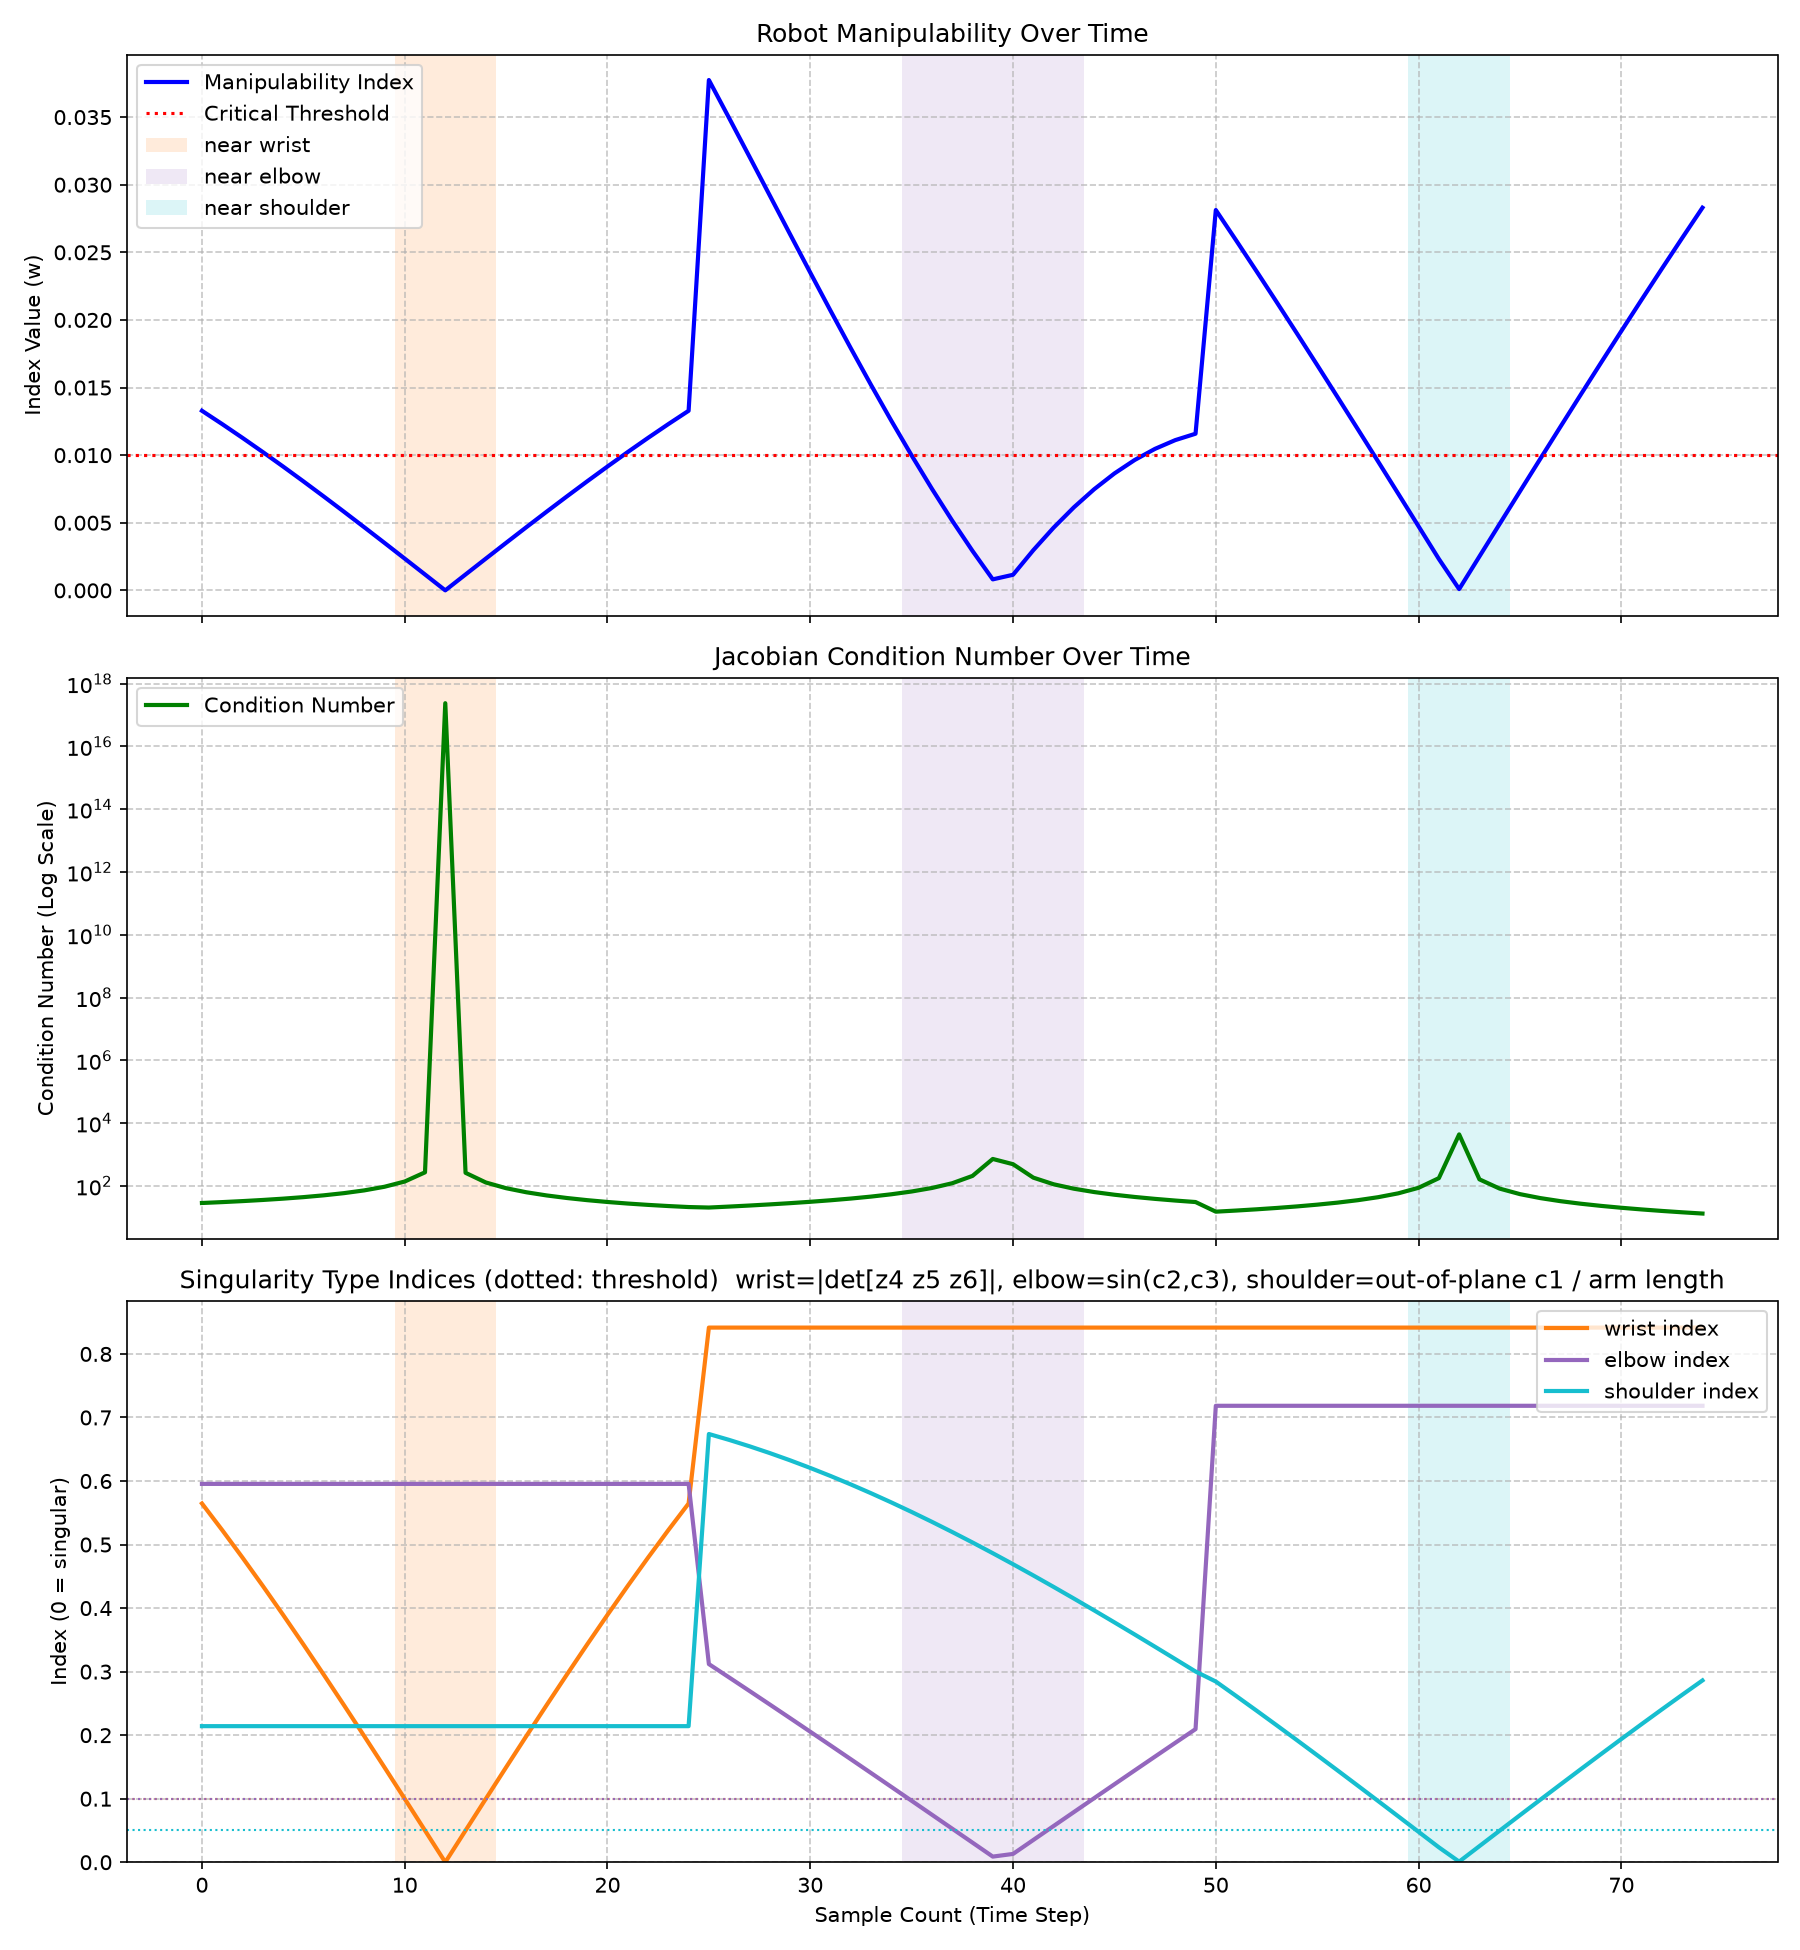 Robot Manipulability Over Time
Index Value (w)
0.035
0.030
0.025
0.020
0.015
0.010
0.005
0.000
Manipulability Index
Critical Threshold
near wrist
near elbow
near shoulder
Jacobian Condition Number Over Time
Condition Number (Log Scale)
10^18
10^16
10^14
10^12
10^10
10^8
10^6
10^4
10^2
Condition Number
Singularity Type Indices (dotted: threshold)  wrist=|det[z4 z5 z6]|, elbow=sin(c2,c3), shoulder=out-of-plane c1 / arm length
Index (0 = singular)
0.8
0.7
0.6
0.5
0.4
0.3
0.2
0.1
0.0
wrist index
elbow index
shoulder index
0 10 20 30 40 50 60 70
Sample Count (Time Step)